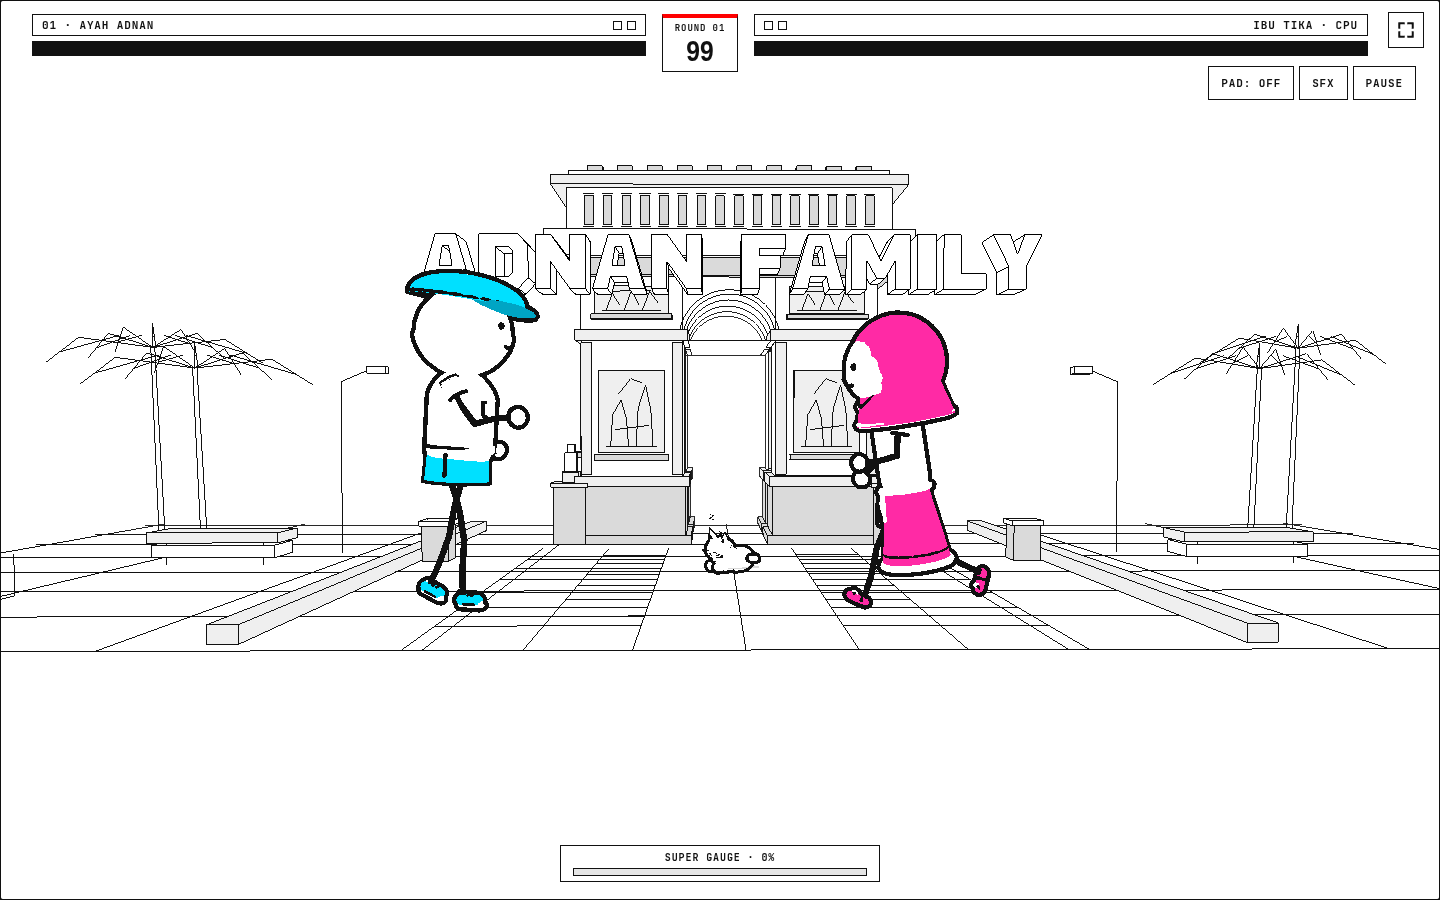 01 · AYAH ADNAN
ROUND 01
99
IBU TIKA · CPU
PAD: OFF
SFX
PAUSE
ADNAN FAMILY
z
SUPER GAUGE · 0%